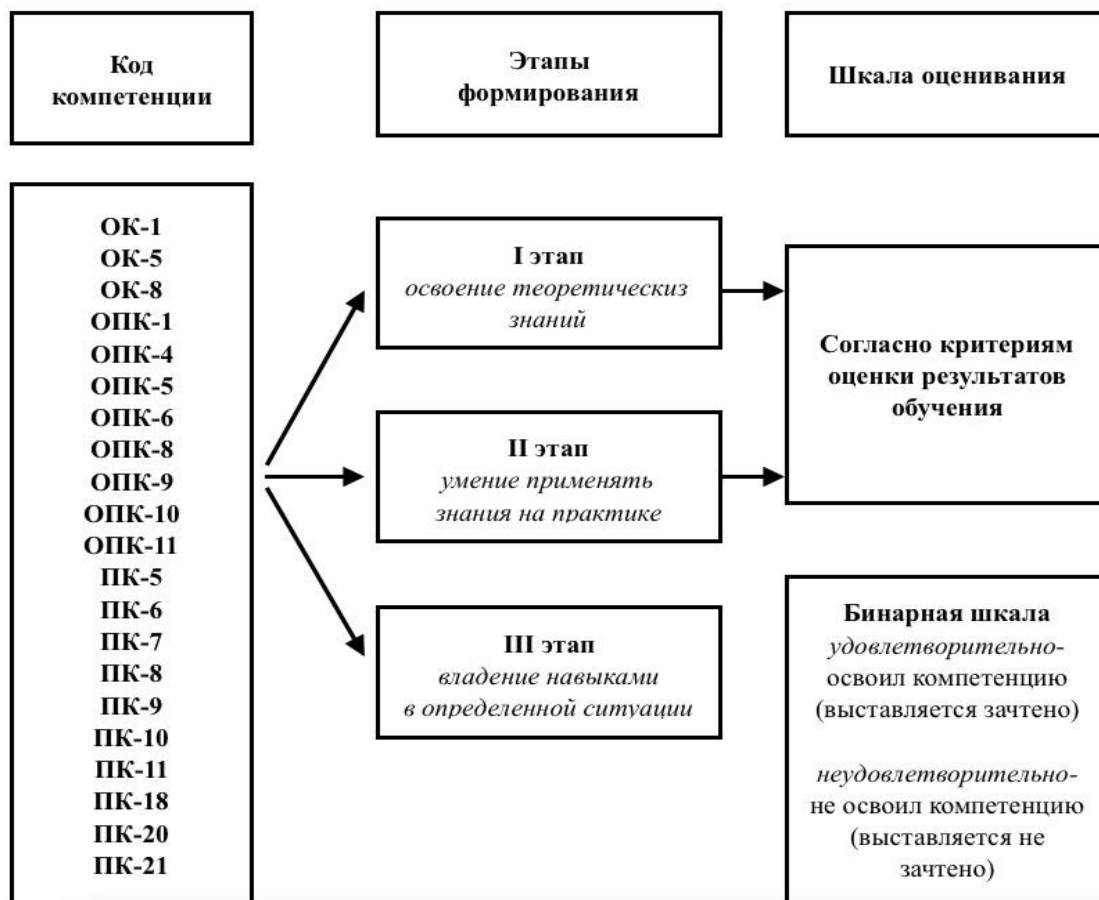 Код
компетенции
Этапы
формирования
Шкала оценивания
ОК-1
ОК-5
ОК-8
ОПК-1
ОПК-4
ОПК-5
ОПК-6
ОПК-8
ОПК-9
ОПК-10
ОПК-11
ПК-5
ПК-6
ПК-7
ПК-8
ПК-9
ПК-10
ПК-11
ПК-18
ПК-20
ПК-21
I этап
освоение теоретическиз
знаний
II этап
умение применять
знания на практике
III этап
владение навыками
в определенной ситуации
Согласно критериям
оценки результатов
обучения
Бинарная шкала
удовлетворительно-
освоил компетенцию
(выставляется зачтено)
неудовлетворительно-
не освоил компетенцию
(выставляется не
зачтено)